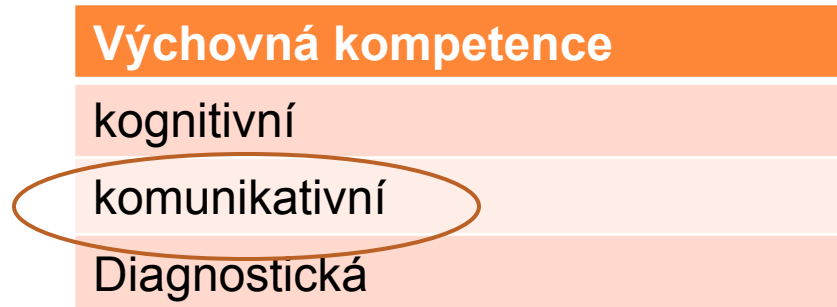 Výchovná kompetence
kognitivní
komunikativní
Diagnostická